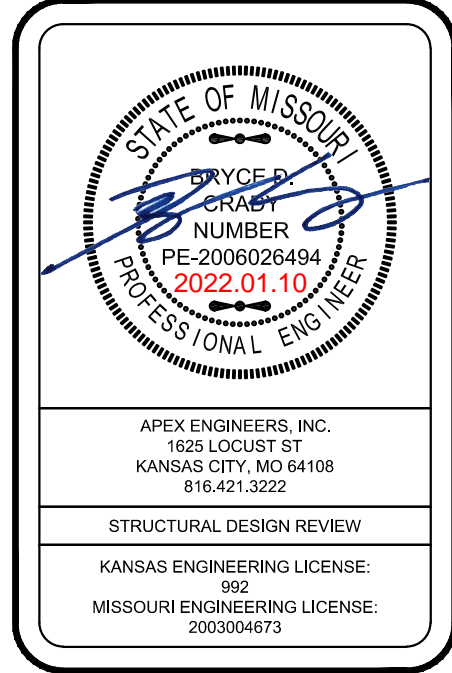 STATE OF MISSOURI
BRYCE D.
CRADY
NUMBER
PE-2006026494
2022.01.10
PROFESSIONAL ENGINEER
APEX ENGINEERS, INC.
1625 LOCUST ST
KANSAS CITY, MO 64108
816.421.3222
STRUCTURAL DESIGN REVIEW
KANSAS ENGINEERING LICENSE:
992
MISSOURI ENGINEERING LICENSE:
2003004673